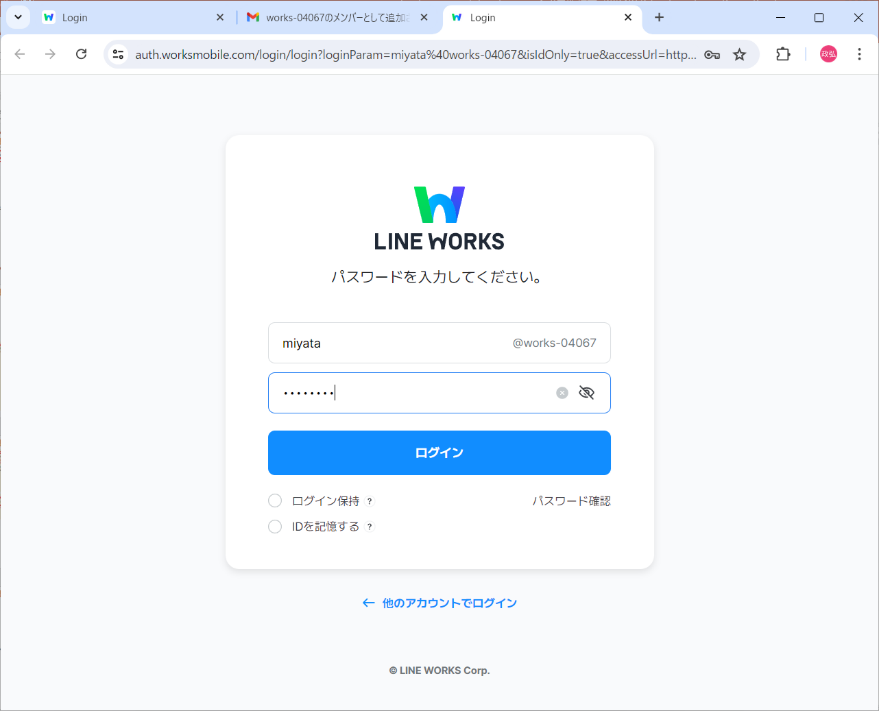 Login
works-04067のメンバーとして追加
Login
auth.worksmobile.com/login/login?loginParam=miyata%40works-04067&isIdOnly=true&accessUrl=http...
政弘
LINE WORKS
パスワードを入力してください。
miyata @works-04067
••••••••
ログイン
ログイン保持 ? パスワード確認
IDを記憶する ?
← 他のアカウントでログイン
© LINE WORKS Corp.